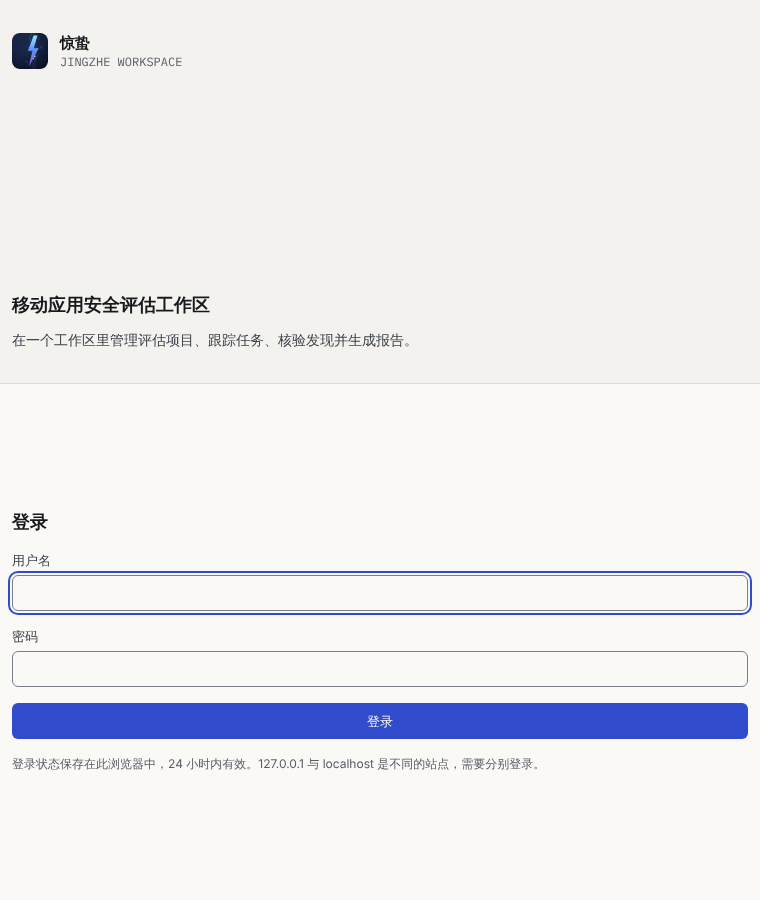 惊蛰
JINGZHE WORKSPACE
移动应用安全评估工作区
在一个工作区里管理评估项目、跟踪任务、核验发现并生成报告。
登录
用户名
密码
登录
登录状态保存在此浏览器中，24 小时内有效。127.0.0.1 与 localhost 是不同的站点，需要分别登录。